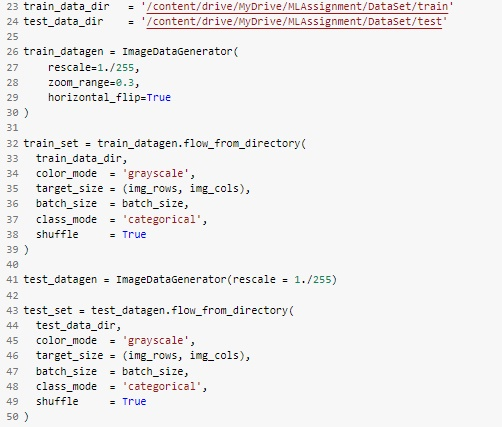 23 train_data_dir   = '/content/drive/MyDrive/MLAssignment/DataSet/train'
24 test_data_dir    = '/content/drive/MyDrive/MLAssignment/DataSet/test'
25
26 train_datagen = ImageDataGenerator(
27     rescale=1./255,
28     zoom_range=0.3,
29     horizontal_flip=True
30 )
31
32 train_set = train_datagen.flow_from_directory(
33   train_data_dir,
34   color_mode  = 'grayscale',
35   target_size = (img_rows, img_cols),
36   batch_size  = batch_size,
37   class_mode  = 'categorical',
38   shuffle     = True
39 )
40
41 test_datagen = ImageDataGenerator(rescale = 1./255)
42
43 test_set = test_datagen.flow_from_directory(
44   test_data_dir,
45   color_mode  = 'grayscale',
46   target_size = (img_rows, img_cols),
47   batch_size  = batch_size,
48   class_mode  = 'categorical',
49   shuffle     = True
50 )